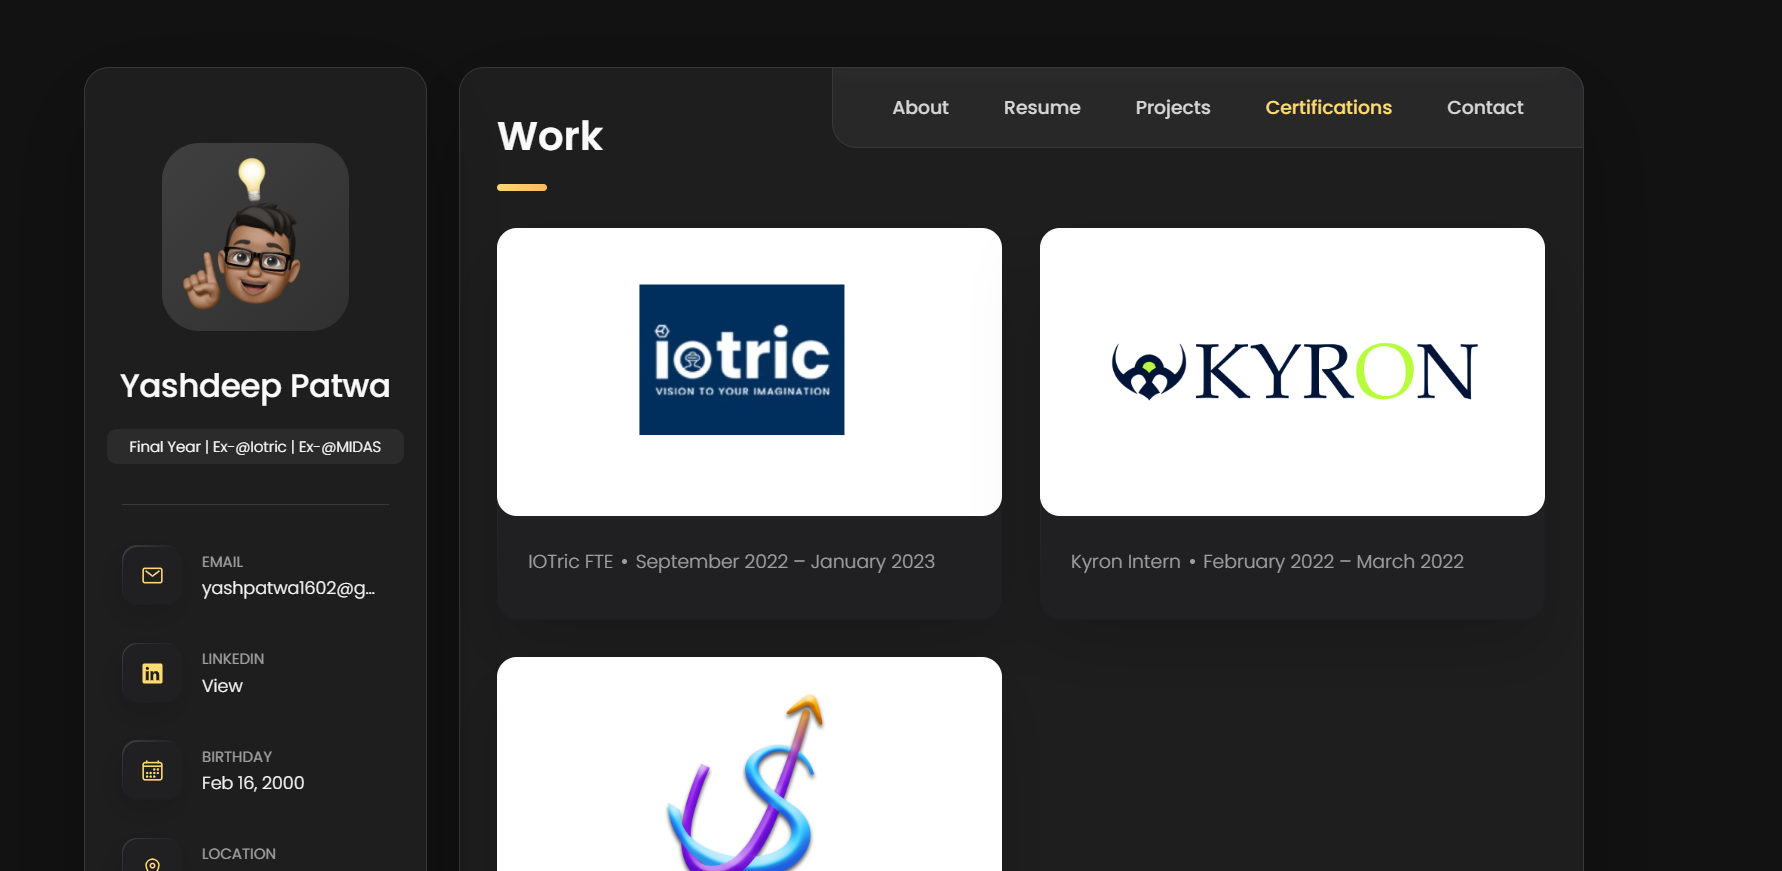 Yashdeep Patwa
Final Year | Ex-@Iotric | Ex-@MIDAS
EMAIL
yashpatwa1602@g...
LINKEDIN
View
BIRTHDAY
Feb 16, 2000
LOCATION
About Resume Projects Certifications Contact
Work
iotric
VISION TO YOUR IMAGINATION
IOTric FTE • September 2022 – January 2023
KYRON
Kyron Intern • February 2022 – March 2022